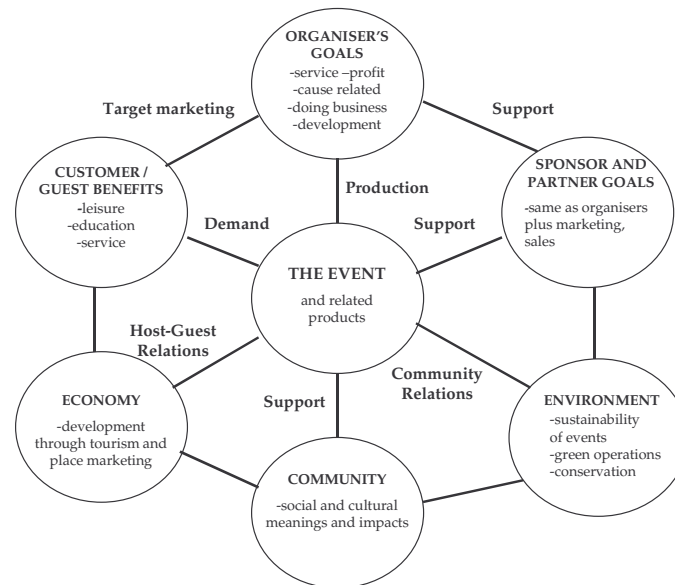 ORGANISER'S
GOALS
-service –profit
-cause related
-doing business
-development
Target marketing
Support
CUSTOMER /
GUEST BENEFITS
-leisure
-education
-service
SPONSOR AND
PARTNER GOALS
-same as organisers
plus marketing,
sales
Production
Demand
Support
THE EVENT
and related
products
Host-Guest
Relations
Community
Relations
Support
ECONOMY
-development
through tourism and
place marketing
ENVIRONMENT
-sustainability
of events
-green operations
-conservation
COMMUNITY
-social and cultural
meanings and impacts